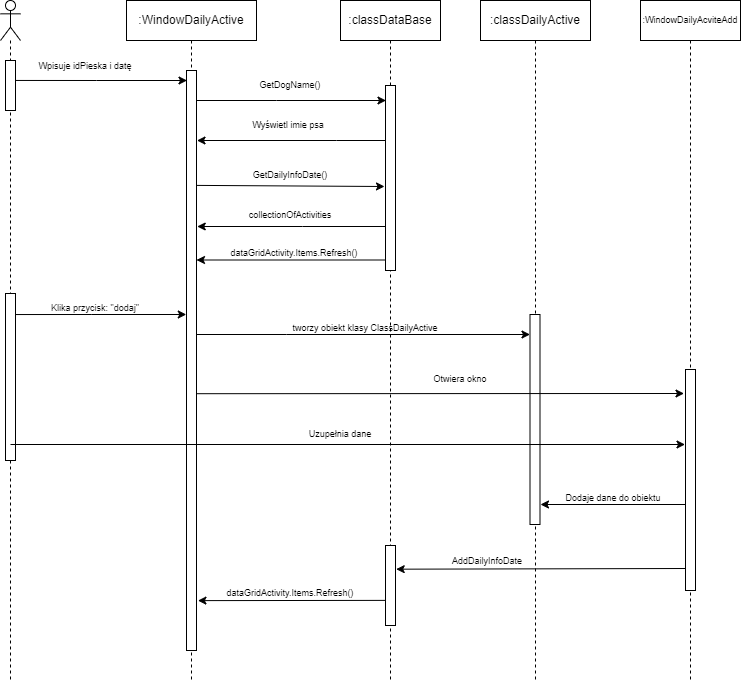 :WindowDailyActive
:classDataBase
:classDailyActive
:WindowDailyAcviteAdd
Wpisuje idPieska i datę
GetDogName()
Wyświetl imie psa
GetDailyInfoDate()
collectionOfActivities
dataGridActivity.Items.Refresh()
Klika przycisk: "dodaj"
tworzy obiekt klasy ClassDailyActive
Otwiera okno
Uzupełnia dane
Dodaje dane do obiektu
AddDailyInfoDate
dataGridActivity.Items.Refresh()